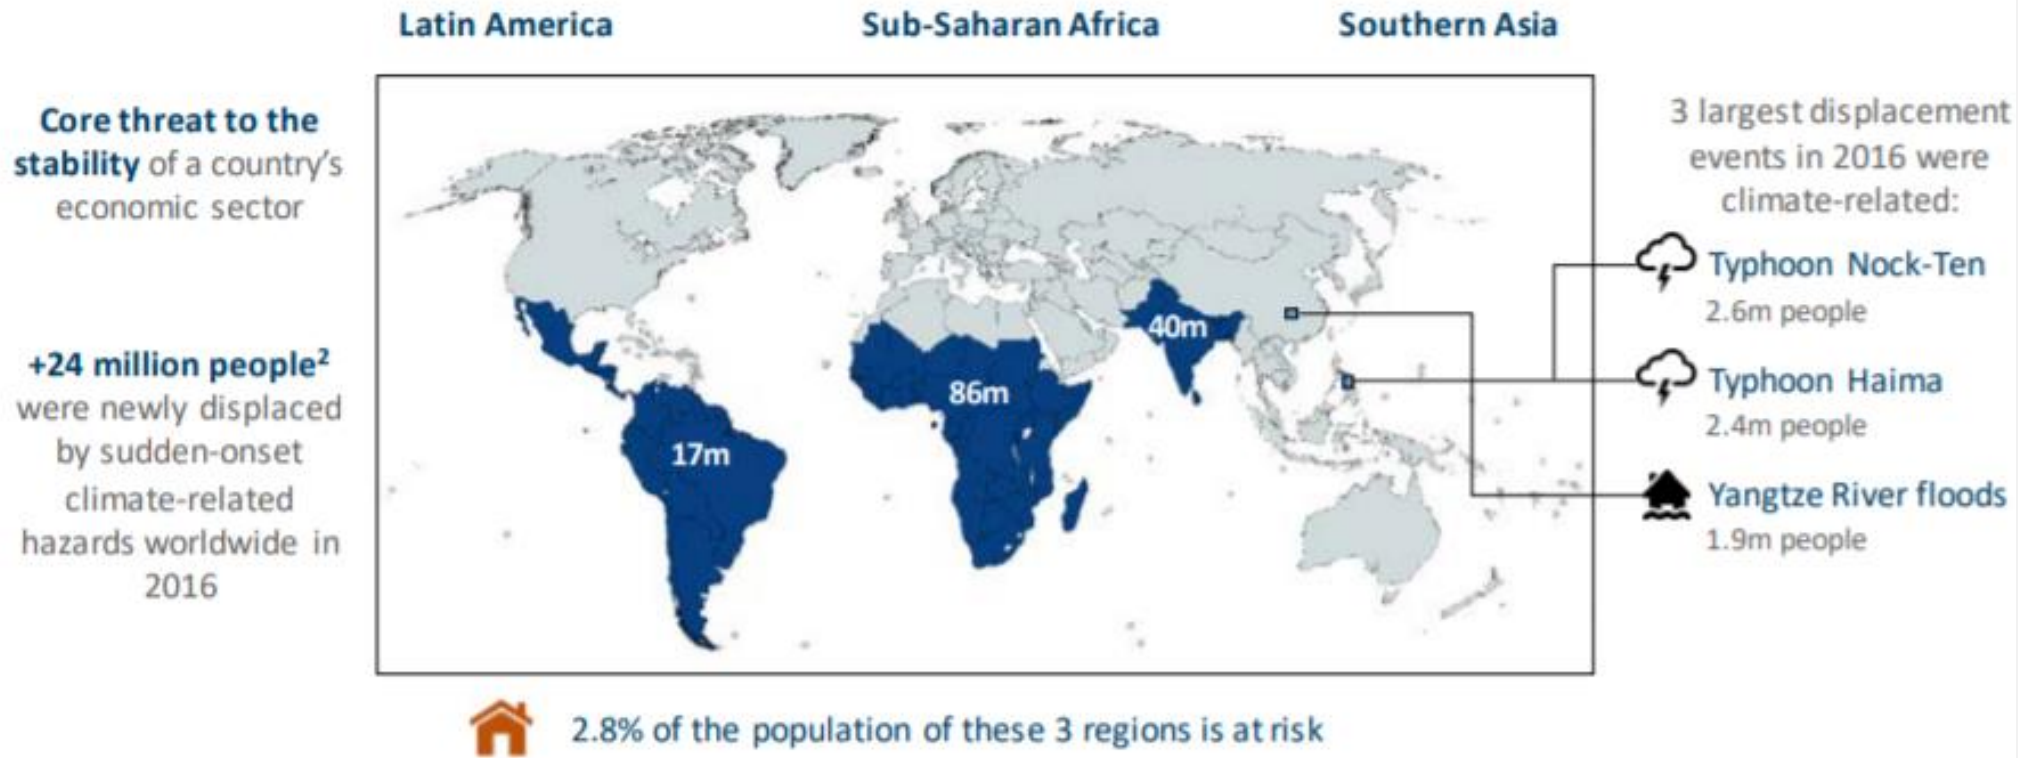 Latin America
Sub-Saharan Africa
Southern Asia
Core threat to the
stability of a country's
economic sector
+24 million people²
were newly displaced
by sudden-onset
climate-related
hazards worldwide in
2016
17m
86m
40m
3 largest displacement
events in 2016 were
climate-related:
Typhoon Nock-Ten
2.6m people
Typhoon Haima
2.4m people
Yangtze River floods
1.9m people
2.8% of the population of these 3 regions is at risk